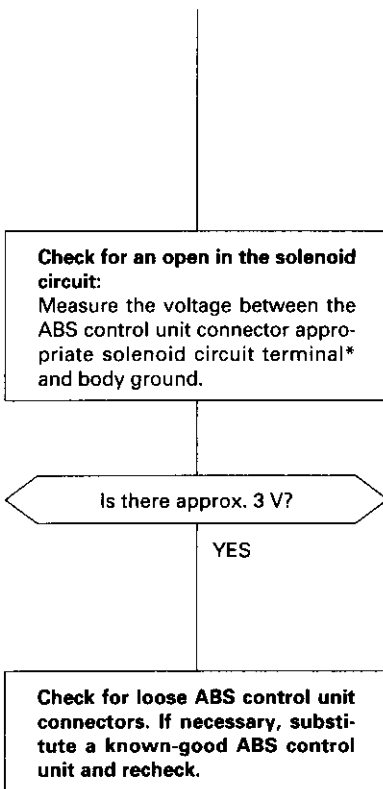 Check for an open in the solenoid
circuit:
Measure the voltage between the
ABS control unit connector appro-
priate solenoid circuit terminal*
and body ground.
Is there approx. 3 V?
YES
Check for loose ABS control unit
connectors. If necessary, substi-
tute a known-good ABS control
unit and recheck.